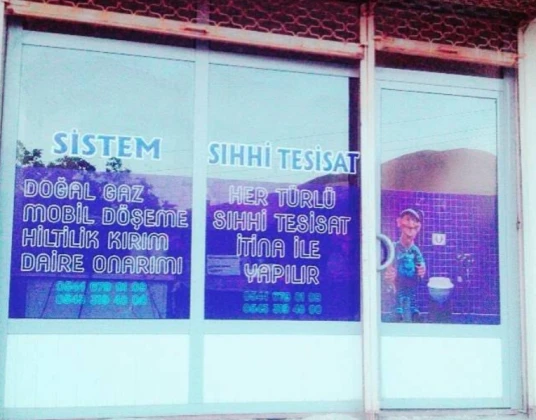 SİSTEM
DOĞAL GAZ
MOBİL DÖŞEME
HİLTİLİK KIRIM
DAİRE ONARIMI
SIHHİ TESİSAT
HER TÜRLÜ
SIHHİ TESİSAT
İTİNA İLE
YAPILIR